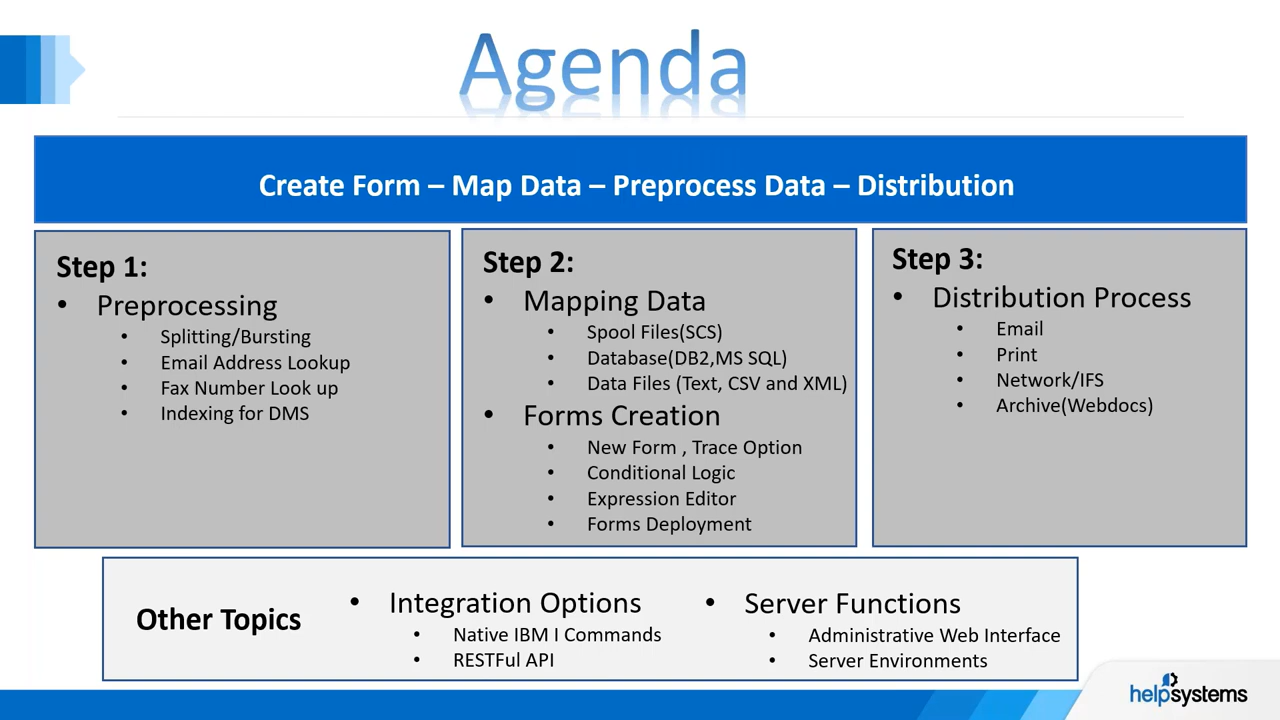 Agenda
Create Form – Map Data – Preprocess Data – Distribution
Step 1:
• Preprocessing
• Splitting/Bursting
• Email Address Lookup
• Fax Number Look up
• Indexing for DMS
Step 2:
• Mapping Data
• Spool Files(SCS)
• Database(DB2,MS SQL)
• Data Files (Text, CSV and XML)
• Forms Creation
• New Form , Trace Option
• Conditional Logic
• Expression Editor
• Forms Deployment
Step 3:
• Distribution Process
• Email
• Print
• Network/IFS
• Archive(Webdocs)
Other Topics
• Integration Options
• Native IBM I Commands
• RESTFul API
• Server Functions
• Administrative Web Interface
• Server Environments
helpsystems